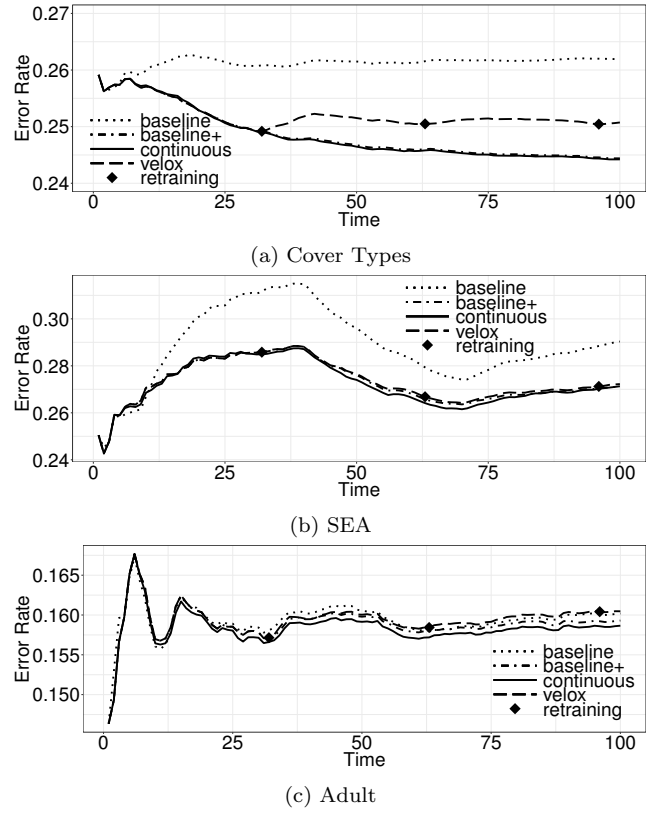 0.27
0.26
0.25
0.24
Error Rate
baseline
baseline+
continuous
velox
retraining
0 25 50 75 100
Time
(a) Cover Types
0.30
0.28
0.26
0.24
Error Rate
baseline
baseline+
continuous
velox
retraining
0 25 50 75 100
Time
(b) SEA
0.165
0.160
0.155
0.150
Error Rate
baseline
baseline+
continuous
velox
retraining
0 25 50 75 100
Time
(c) Adult